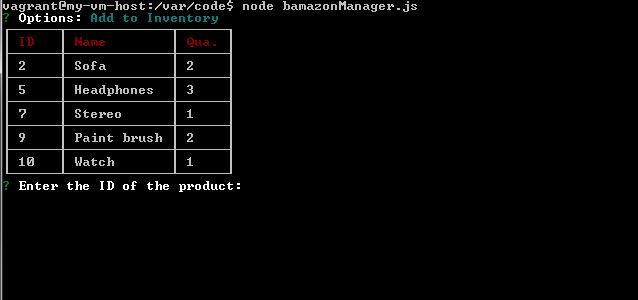 vagrant@my-vm-host:/var/code$ node bamazonManager.js
? Options: Add to Inventory
ID Name Qua.
2 Sofa 2
5 Headphones 3
7 Stereo 1
9 Paint brush 2
10 Watch 1
? Enter the ID of the product: